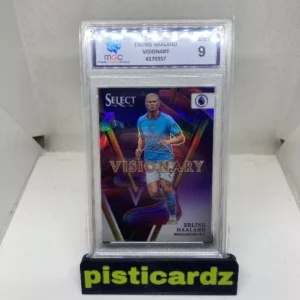 ERLING HAALAND
VISIONARY
9
mgc
SELECT
VISIONARY
ERLING
HAALAND
pisticardz